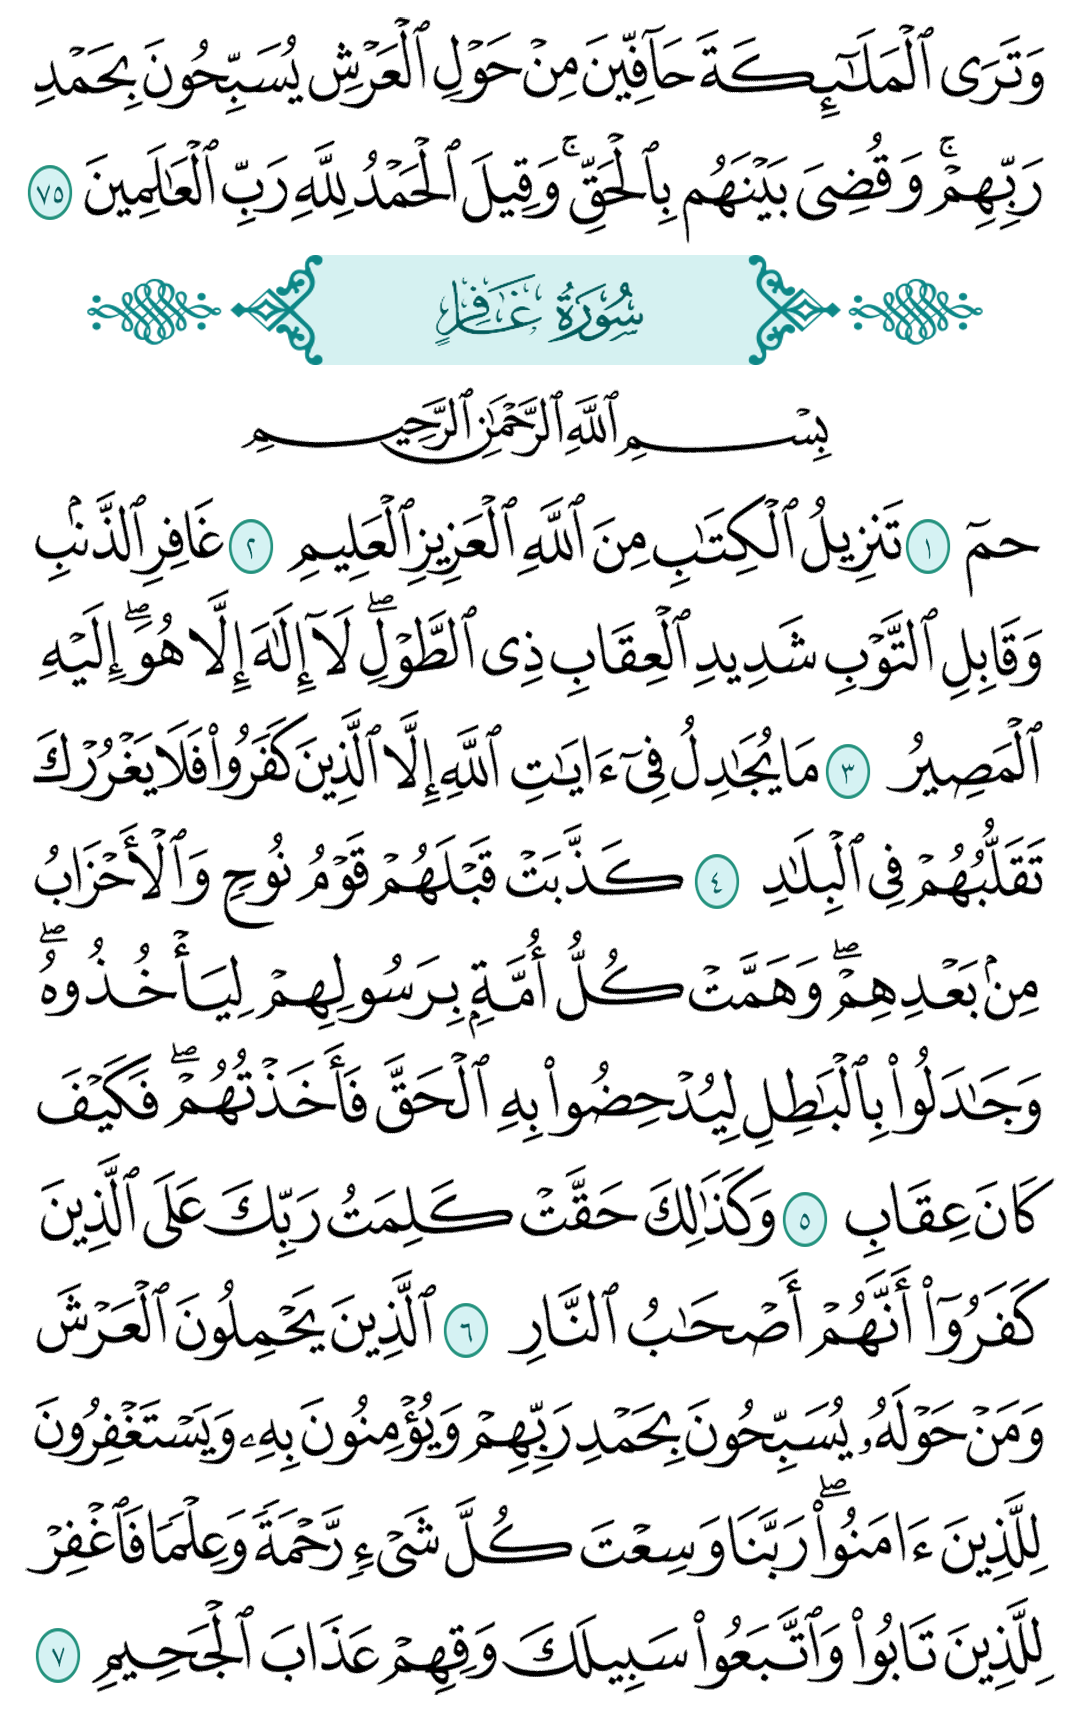 وَتَرَى ٱلْمَلَـٰٓئِكَةَ حَآفِّينَ مِنْ حَوْلِ ٱلْعَرْشِ يُسَبِّحُونَ بِحَمْدِ
رَبِّهِمْ ۚ وَقُضِىَ بَيْنَهُم بِٱلْحَقِّ ۚ وَقِيلَ ٱلْحَمْدُ لِلَّهِ رَبِّ ٱلْعَـٰلَمِينَ ٧٥
سُورَةُ غَافِرٍ
بِسْمِ ٱللَّهِ ٱلرَّحْمَـٰنِ ٱلرَّحِيمِ
حمٓ ١ تَنزِيلُ ٱلْكِتَـٰبِ مِنَ ٱللَّهِ ٱلْعَزِيزِ ٱلْعَلِيمِ ٢ غَافِرِ ٱلذَّنۢبِ
وَقَابِلِ ٱلتَّوْبِ شَدِيدِ ٱلْعِقَابِ ذِى ٱلطَّوْلِ ۖ لَآ إِلَـٰهَ إِلَّا هُوَ ۖ إِلَيْهِ
ٱلْمَصِيرُ ٣ مَا يُجَـٰدِلُ فِىٓ ءَايَـٰتِ ٱللَّهِ إِلَّا ٱلَّذِينَ كَفَرُوا۟ فَلَا يَغْرُرْكَ
تَقَلُّبُهُمْ فِى ٱلْبِلَـٰدِ ٤ كَذَّبَتْ قَبْلَهُمْ قَوْمُ نُوحٍ وَٱلْأَحْزَابُ
مِنۢ بَعْدِهِمْ ۖ وَهَمَّتْ كُلُّ أُمَّةٍۭ بِرَسُولِهِمْ لِيَأْخُذُوهُ ۖ
وَجَـٰدَلُوا۟ بِٱلْبَـٰطِلِ لِيُدْحِضُوا۟ بِهِ ٱلْحَقَّ فَأَخَذْتُهُمْ ۖ فَكَيْفَ
كَانَ عِقَابِ ٥ وَكَذَٰلِكَ حَقَّتْ كَلِمَتُ رَبِّكَ عَلَى ٱلَّذِينَ
كَفَرُوٓا۟ أَنَّهُمْ أَصْحَـٰبُ ٱلنَّارِ ٦ ٱلَّذِينَ يَحْمِلُونَ ٱلْعَرْشَ
وَمَنْ حَوْلَهُۥ يُسَبِّحُونَ بِحَمْدِ رَبِّهِمْ وَيُؤْمِنُونَ بِهِۦ وَيَسْتَغْفِرُونَ
لِلَّذِينَ ءَامَنُوا۟ ۖ رَبَّنَا وَسِعْتَ كُلَّ شَىْءٍ رَّحْمَةً وَعِلْمًا فَٱغْفِرْ
لِلَّذِينَ تَابُوا۟ وَٱتَّبَعُوا۟ سَبِيلَكَ وَقِهِمْ عَذَابَ ٱلْجَحِيمِ ٧